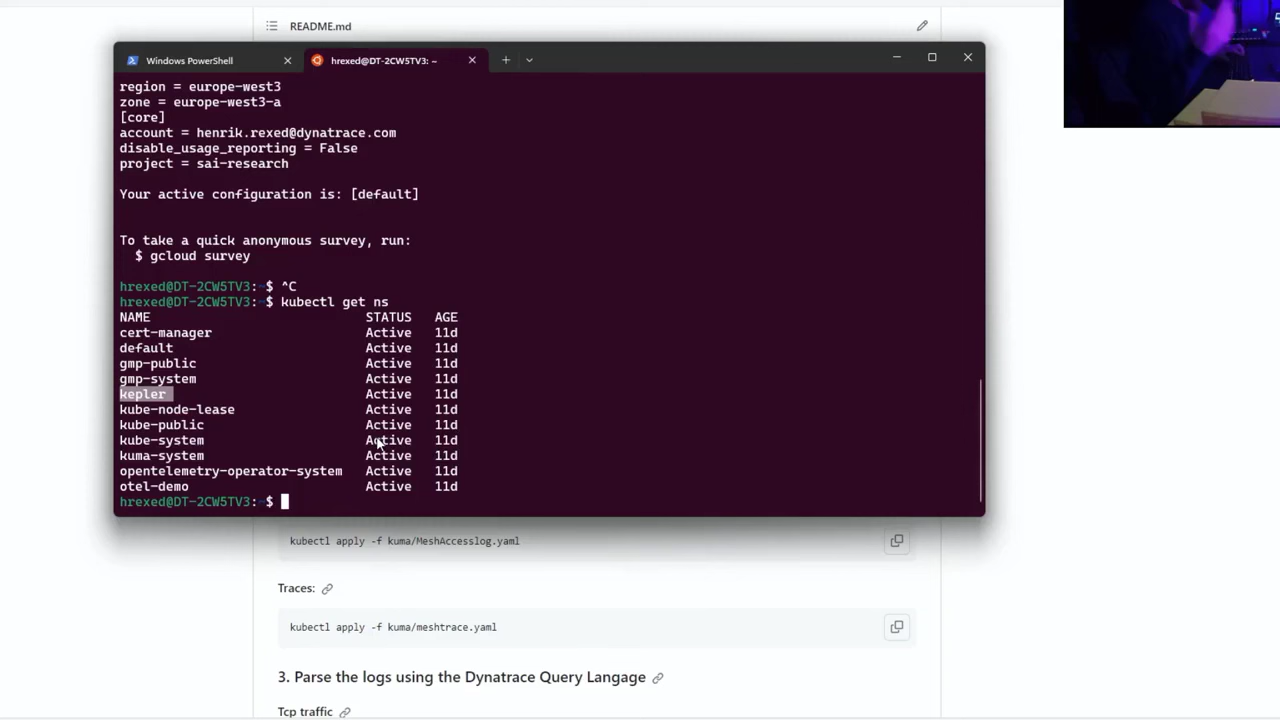 README.md
Windows PowerShell
hrexed@DT-2CW5TV3: ~
region = europe-west3
zone = europe-west3-a
[core]
account = henrik.rexed@dynatrace.com
disable_usage_reporting = False
project = sai-research
Your active configuration is: [default]
To take a quick anonymous survey, run:
$ gcloud survey
hrexed@DT-2CW5TV3:~$ ^C
hrexed@DT-2CW5TV3:~$ kubectl get ns
NAME STATUS AGE
cert-manager Active 11d
default Active 11d
gmp-public Active 11d
gmp-system Active 11d
kepler Active 11d
kube-node-lease Active 11d
kube-public Active 11d
kube-system Active 11d
kuma-system Active 11d
opentelemetry-operator-system Active 11d
otel-demo Active 11d
hrexed@DT-2CW5TV3:~$
kubectl apply -f kuma/MeshAccesslog.yaml
Traces:
kubectl apply -f kuma/meshtrace.yaml
3. Parse the logs using the Dynatrace Query Langage
Tcp traffic